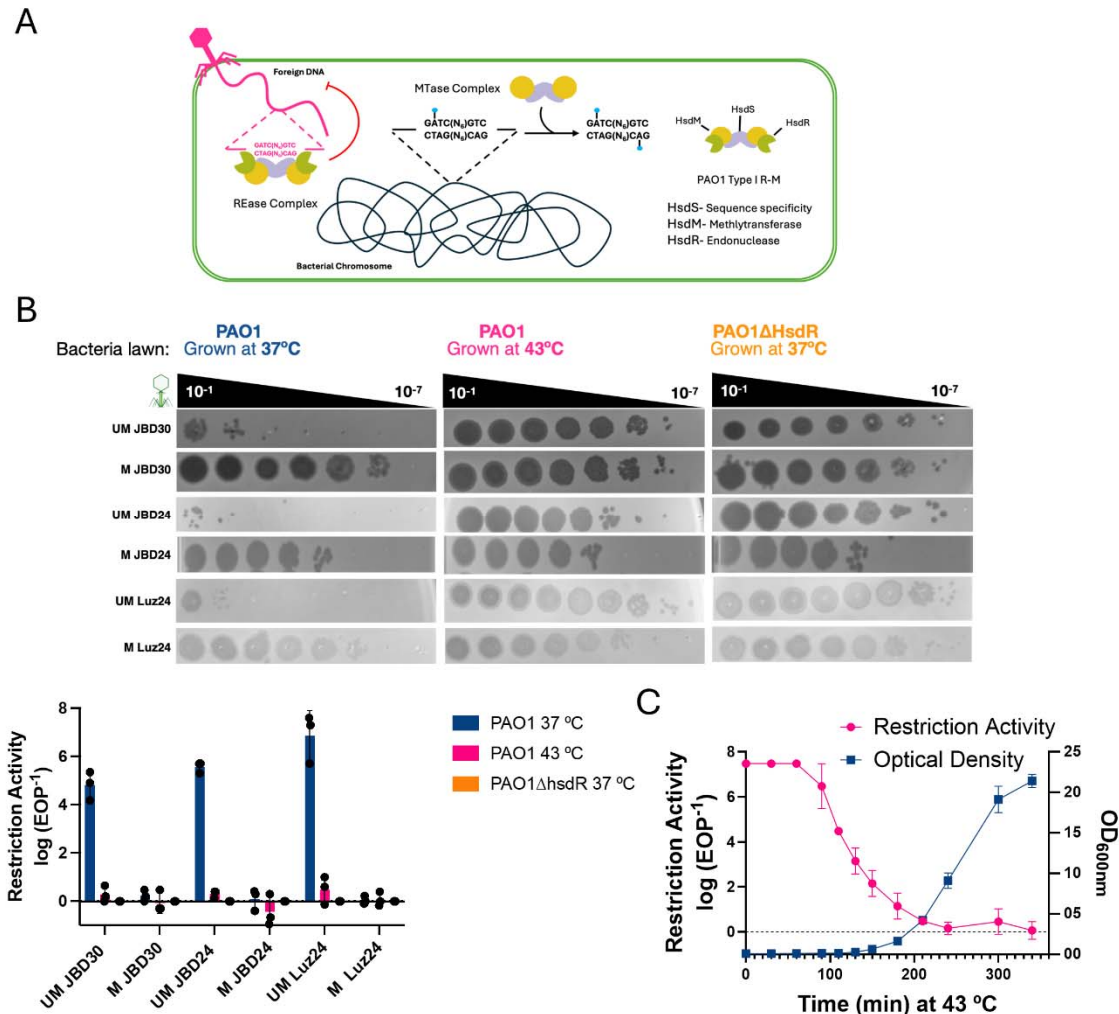 A
Foreign DNA
MTase Complex
GATC(N6)GTC
CTAG(N6)CAG
GATC(N6)GTC
CTAG(N6)CAG
GATC(N6)GTC
CTAG(N6)CAG
REase Complex
Bacterial Chromosome
HsdM
HsdS
HsdR
PAO1 Type I R-M
HsdS- Sequence specificity
HsdM- Methlytransferase
HsdR- Endonuclease
B
Bacteria lawn:
PAO1
Grown at 37ºC
PAO1
Grown at 43ºC
PAO1ΔHsdR
Grown at 37ºC
10-1 10-7
10-1 10-7
10-1 10-7
UM JBD30
M JBD30
UM JBD24
M JBD24
UM Luz24
M Luz24
Restriction Activity
log (EOP-1)
8
6
4
2
0
UM JBD30
M JBD30
UM JBD24
M JBD24
UM Luz24
M Luz24
PAO1 37 ºC
PAO1 43 ºC
PAO1ΔhsdR 37 ºC
C
Restriction Activity
Optical Density
Restriction Activity
log (EOP-1)
8
6
4
2
0
25
20
15
10
05
00
OD600nm
0 100 200 300
Time (min) at 43 ºC